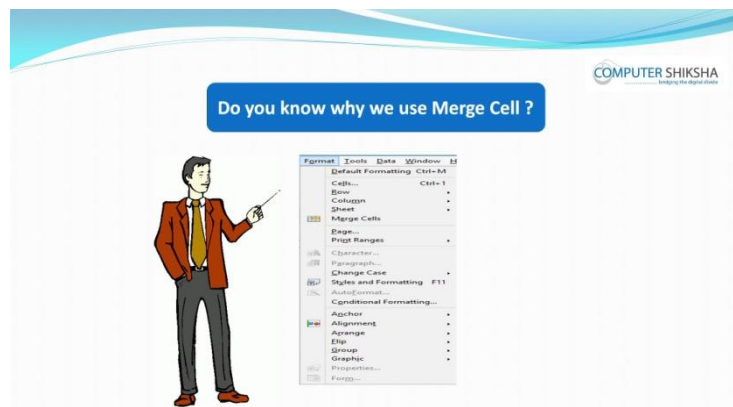 COMPUTER SHIKSHA
bridging the digital divide
Do you know why we use Merge Cell ?
Format Tools Data Window H
Default Formatting Ctrl+M
Cells... Ctrl+1
Row
Column
Sheet
Merge Cells
Page...
Print Ranges
Character...
Paragraph...
Change Case
Styles and Formatting F11
AutoFormat...
Conditional Formatting...
Anchor
Alignment
Arrange
Flip
Group
Graphic
Properties...
Form...